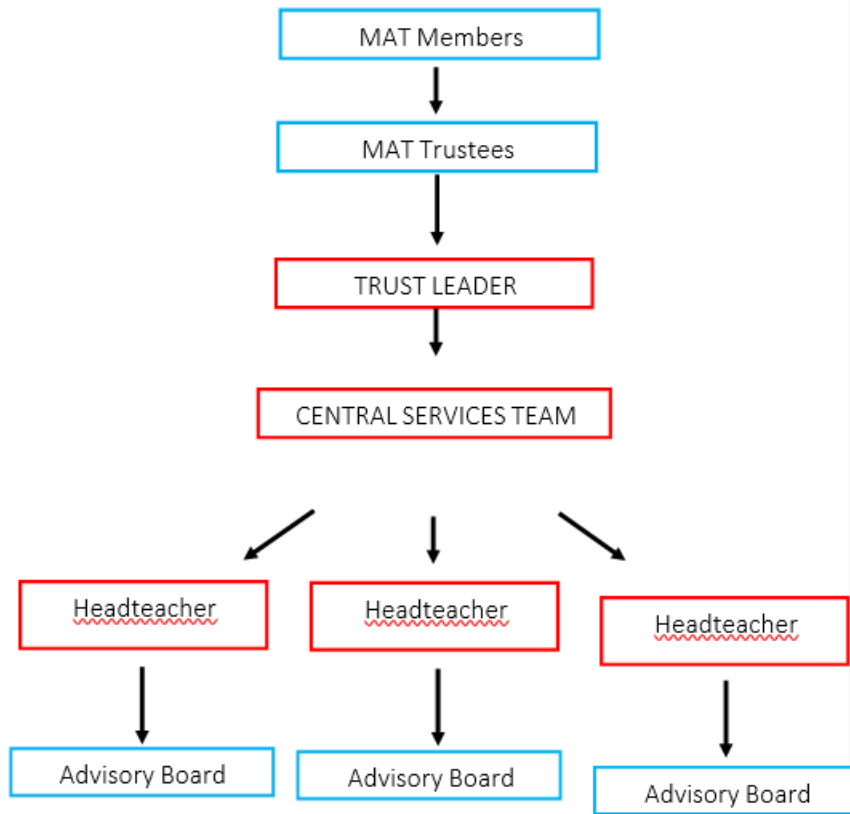 MAT Members
MAT Trustees
TRUST LEADER
CENTRAL SERVICES TEAM
Headteacher
Headteacher
Headteacher
Advisory Board
Advisory Board
Advisory Board